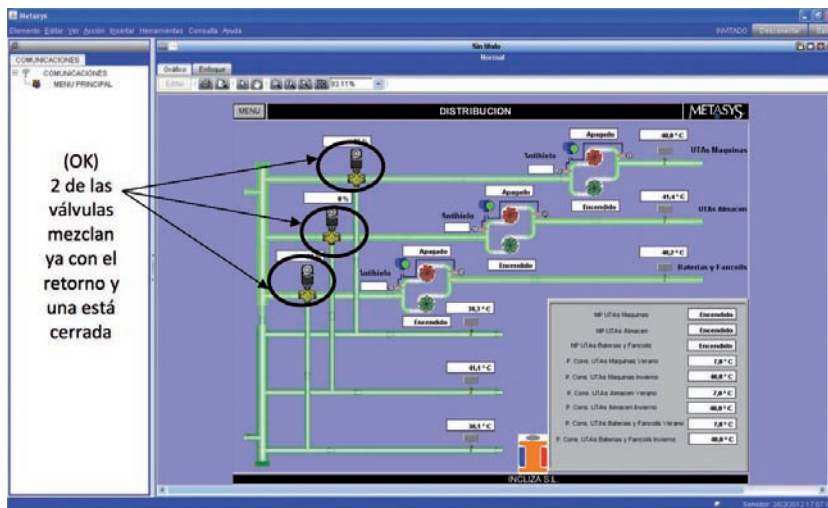 Metasys
Elemento Editar Ver Acción Insertar Herramientas Consulta Ayuda
INVITADO
Desconectar
COMUNICACIONES
COMUNICACIONES
MENU PRINCIPAL
Sin título
Normal
Gráfico Enfoque
93.11%
MENU
DISTRIBUCION
METASYS
(OK)
2 de las
válvulas
mezclan
ya con el
retorno y
una está
cerrada
Apagado
40,0 ° C
UTAs Maquinas
Antihielo
Encendido
0 %
Apagado
41,4 ° C
UTAs Almacen
Antihielo
Encendido
Apagado
40,2 ° C
Baterias y Fancoils
Antihielo
Encendido
38,3 ° C
41,1 ° C
38,1 ° C
MP UTAs Maquinas Encendido
MP UTAs Almacen Encendido
MP UTAs Baterias y Fancoils Encendido
P. Cons. UTAs Maquinas Verano 7,0 ° C
P. Cons. UTAs Maquinas Invierno 40,0 ° C
P. Cons. UTAs Almacen Verano 7,0 ° C
P. Cons. UTAs Almacen Invierno 40,0 ° C
P. Cons. UTAs Baterias y Fancoils Verano 7,0 ° C
P. Cons. UTAs Baterias y Fancoils Invierno 40,0 ° C
INCLIZA S.L.